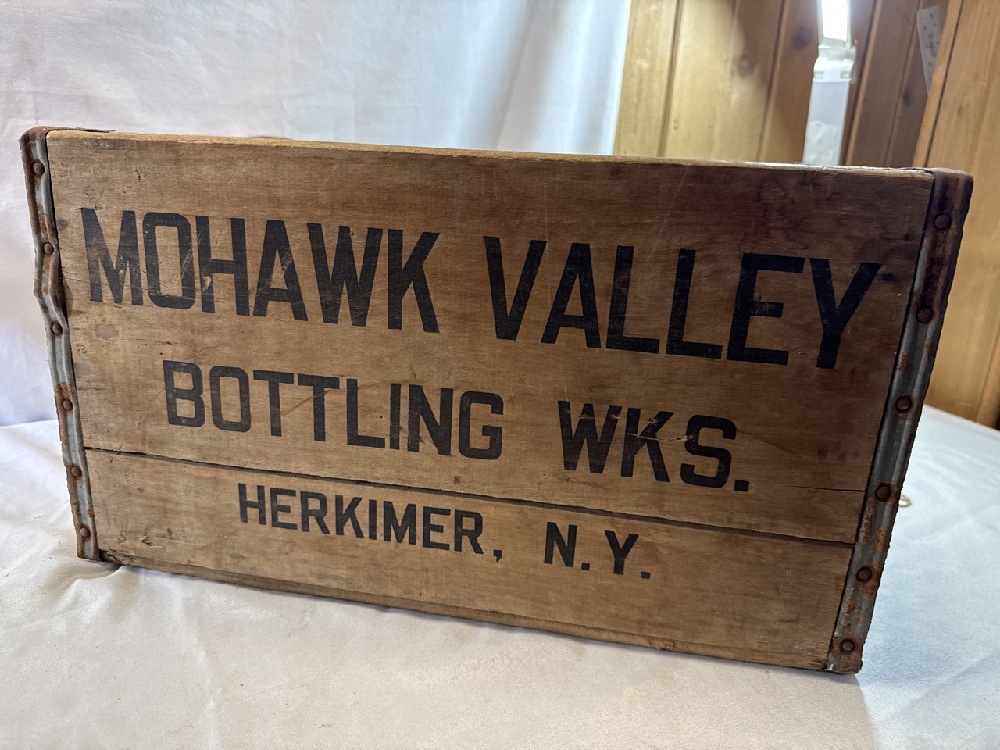 MOHAWK VALLEY
BOTTLING WKS.
HERKIMER, N.Y.